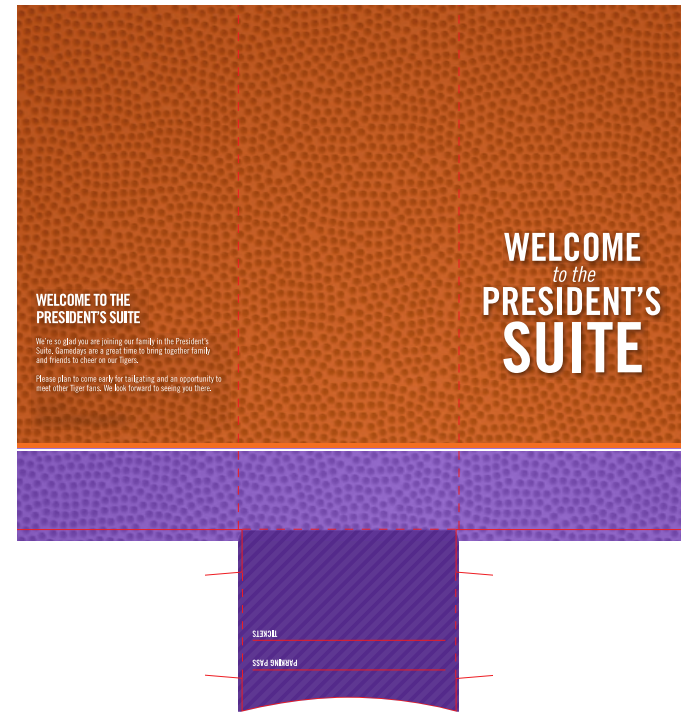 WELCOME TO THE
PRESIDENT'S SUITE
We're so glad you are joining our family in the President's
Suite. Gamedays are a great time to bring together family
and friends to cheer on our Tigers.
Please plan to come early for tailgating and an opportunity to
meet other Tiger fans. We look forward to seeing you there.
WELCOME
to the
PRESIDENT'S
SUITE
TICKETS
PARKING PASS